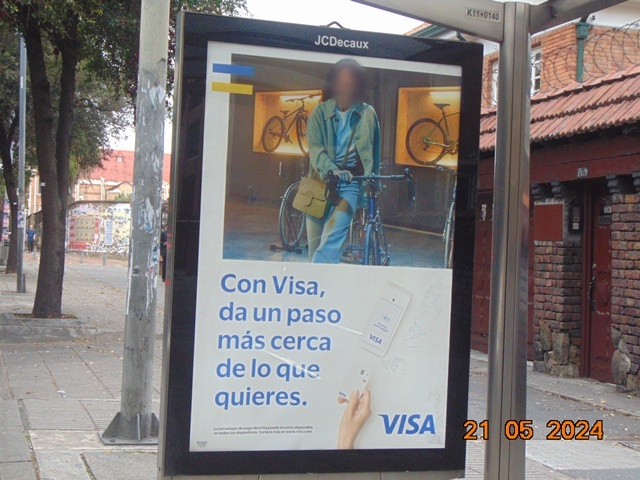 K11+0140
JCDecaux
Con Visa,
da un paso
más cerca
de lo que
quieres.
VISA
VISA
21 05 2024